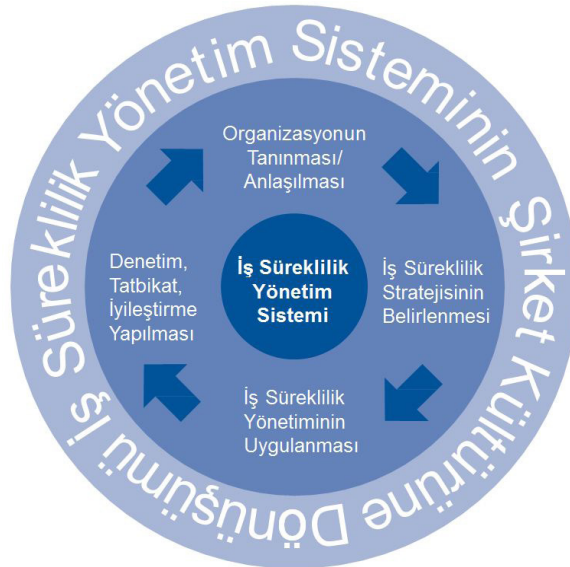 İş Süreklilik Yönetim Sisteminin Şirket Kültürüne Dönüşümü
Organizasyonun
Tanınması/
Anlaşılması
İş Süreklilik
Stratejisinin
Belirlenmesi
İş Süreklilik
Yönetiminin
Uygulanması
Denetim,
Tatbikat,
İyileştirme
Yapılması
İş Süreklilik
Yönetim
Sistemi